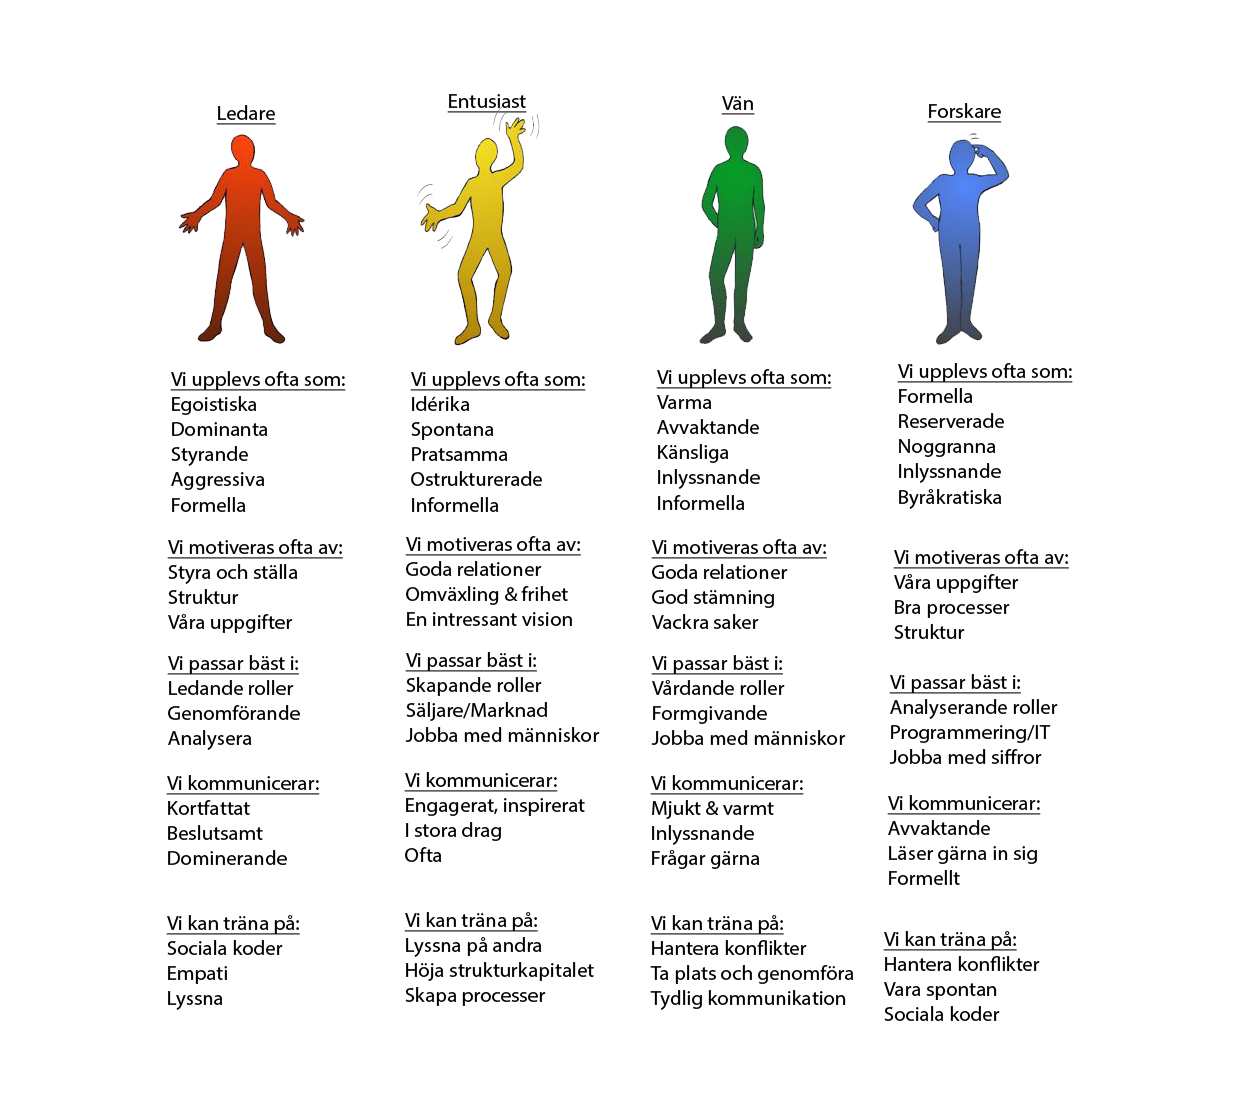 Ledare
Vi upplevs ofta som:
Egoistiska
Dominanta
Styrande
Aggressiva
Formella
Vi motiveras ofta av:
Styra och ställa
Struktur
Våra uppgifter
Vi passar bäst i:
Ledande roller
Genomförande
Analysera
Vi kommunicerar:
Kortfattat
Beslutsamt
Dominerande
Vi kan träna på:
Sociala koder
Empati
Lyssna
Entusiast
Vi upplevs ofta som:
Idérika
Spontana
Pratsamma
Ostrukturerade
Informella
Vi motiveras ofta av:
Goda relationer
Omväxling & frihet
En intressant vision
Vi passar bäst i:
Skapande roller
Säljare/Marknad
Jobba med människor
Vi kommunicerar:
Engagerat, inspirerat
I stora drag
Ofta
Vi kan träna på:
Lyssna på andra
Höja strukturkapitalet
Skapa processer
Vän
Vi upplevs ofta som:
Varma
Avvaktande
Känsliga
Inlyssnande
Informella
Vi motiveras ofta av:
Goda relationer
God stämning
Vackra saker
Vi passar bäst i:
Vårdande roller
Formgivande
Jobba med människor
Vi kommunicerar:
Mjukt & varmt
Inlyssnande
Frågar gärna
Vi kan träna på:
Hantera konflikter
Ta plats och genomföra
Tydlig kommunikation
Forskare
Vi upplevs ofta som:
Formella
Reserverade
Noggranna
Inlyssnande
Byråkratiska
Vi motiveras ofta av:
Våra uppgifter
Bra processer
Struktur
Vi passar bäst i:
Analyserande roller
Programmering/IT
Jobba med siffror
Vi kommunicerar:
Avvaktande
Läser gärna in sig
Formellt
Vi kan träna på:
Hantera konflikter
Vara spontan
Sociala koder